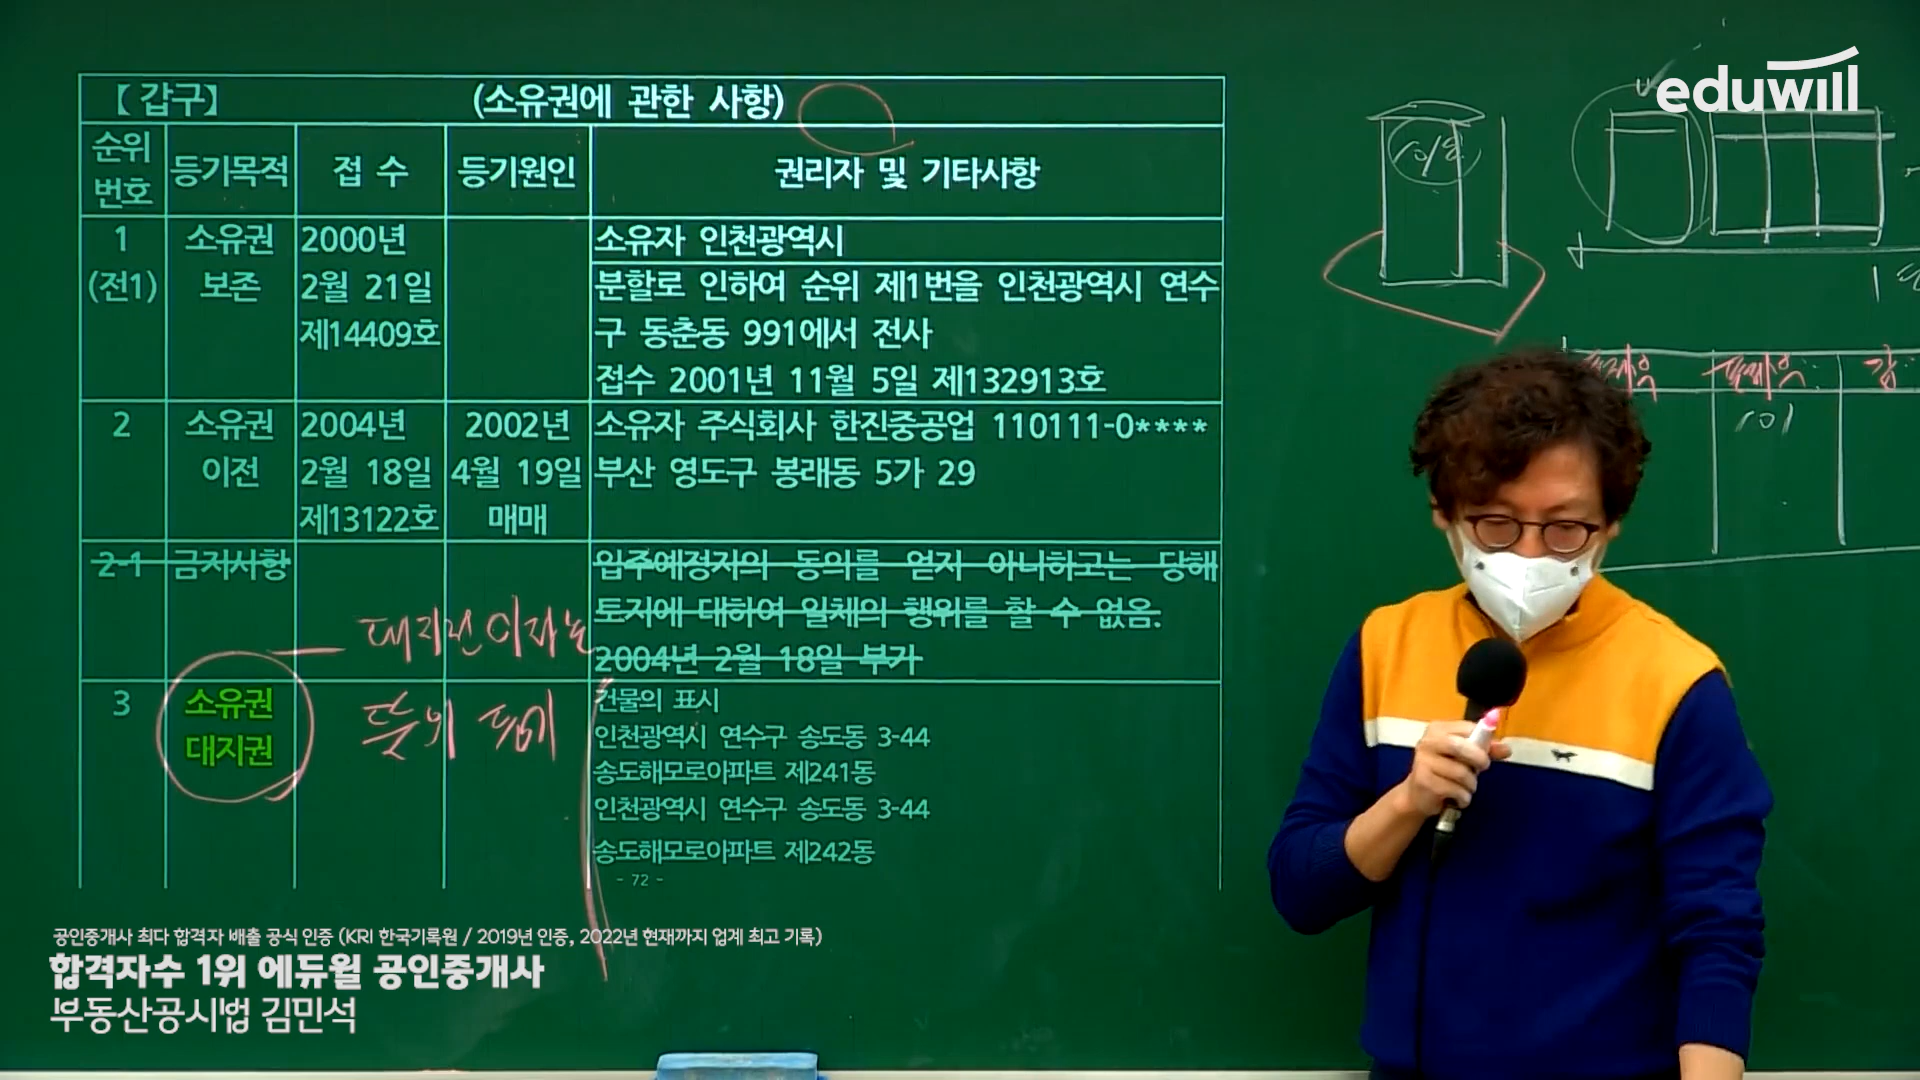 eduwill
【갑구】 (소유권에 관한 사항)
순위번호 등기목적 접 수 등기원인 권리자 및 기타사항
1 (전1) 소유권 보존 2000년 2월 21일 제14409호
소유자 인천광역시
분할로 인하여 순위 제1번을 인천광역시 연수
구 동춘동 991에서 전사
접수 2001년 11월 5일 제132913호
2 소유권 이전 2004년 2월 18일 제13122호 2002년 4월 19일 매매
소유자 주식회사 한진중공업 110111-0****
부산 영도구 봉래동 5가 29
2-1 금지사항
입주예정자의 동의를 얻지 아니하고는 당해
토지에 대하여 일체의 행위를 할 수 없음.
2004년 2월 18일 부가
대지권이라는
뜻의
3 소유권 대지권
건물의 표시
인천광역시 연수구 송도동 3-44
송도해모로아파트 제241동
인천광역시 연수구 송도동 3-44
송도해모로아파트 제242동
- 72 -
101
공인중개사 최다 합격자 배출 공식 인증 (KRI 한국기록원 / 2019년 인증, 2022년 현재까지 업계 최고 기록)
합격자수 1위 에듀윌 공인중개사
부동산공시법 김민석